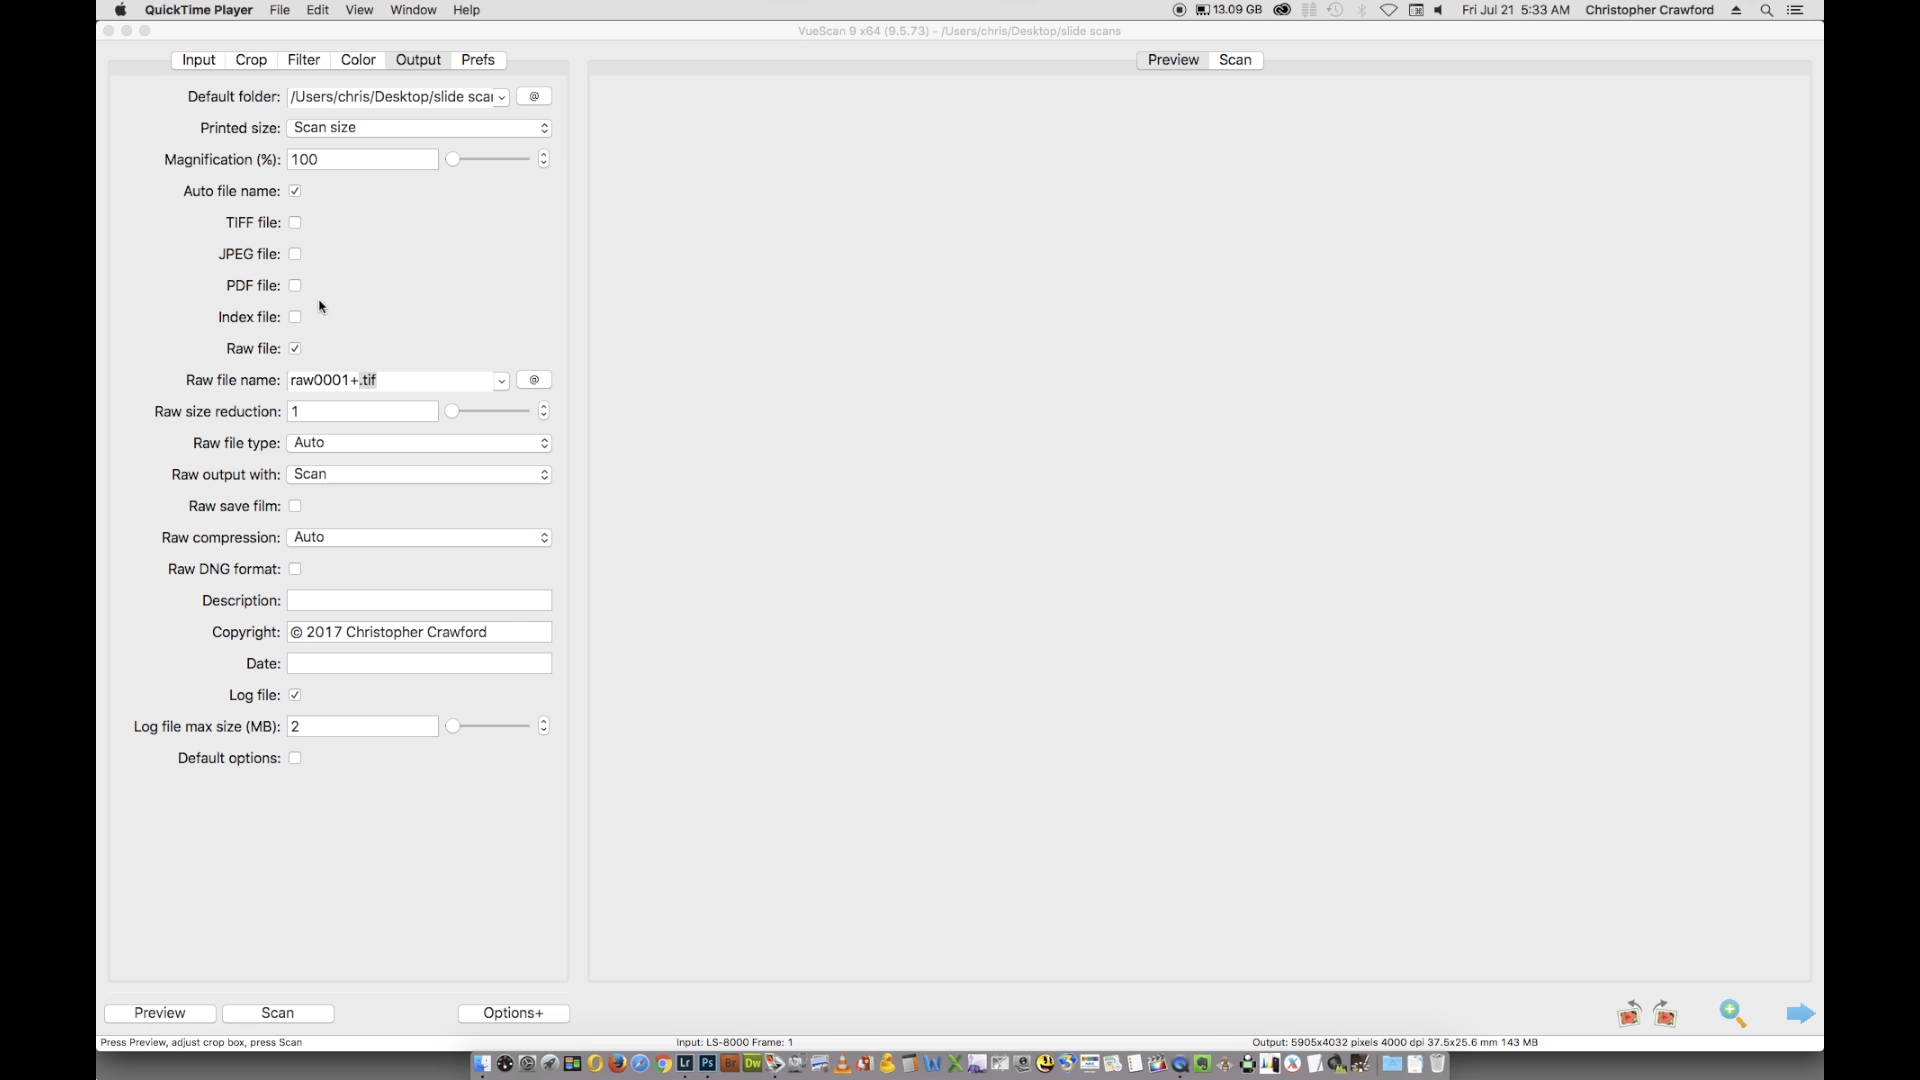 QuickTime Player File Edit View Window Help 13.09 GB Fri Jul 21 5:33 AM Christopher Crawford
VueScan 9 x64 (9.5.73) - /Users/chris/Desktop/slide scans
Input Crop Filter Color Output Prefs Preview Scan
Default folder: /Users/chris/Desktop/slide scar @
Printed size: Scan size
Magnification (%): 100
Auto file name:
TIFF file:
JPEG file:
PDF file:
Index file:
Raw file:
Raw file name: raw0001+.tif @
Raw size reduction: 1
Raw file type: Auto
Raw output with: Scan
Raw save film:
Raw compression: Auto
Raw DNG format:
Description:
Copyright: © 2017 Christopher Crawford
Date:
Log file:
Log file max size (MB): 2
Default options:
Preview Scan Options+
Press Preview, adjust crop box, press Scan Input: LS-8000 Frame: 1 Output: 5905x4032 pixels 4000 dpi 37.5x25.6 mm 143 MB
Lr Ps Br Dw